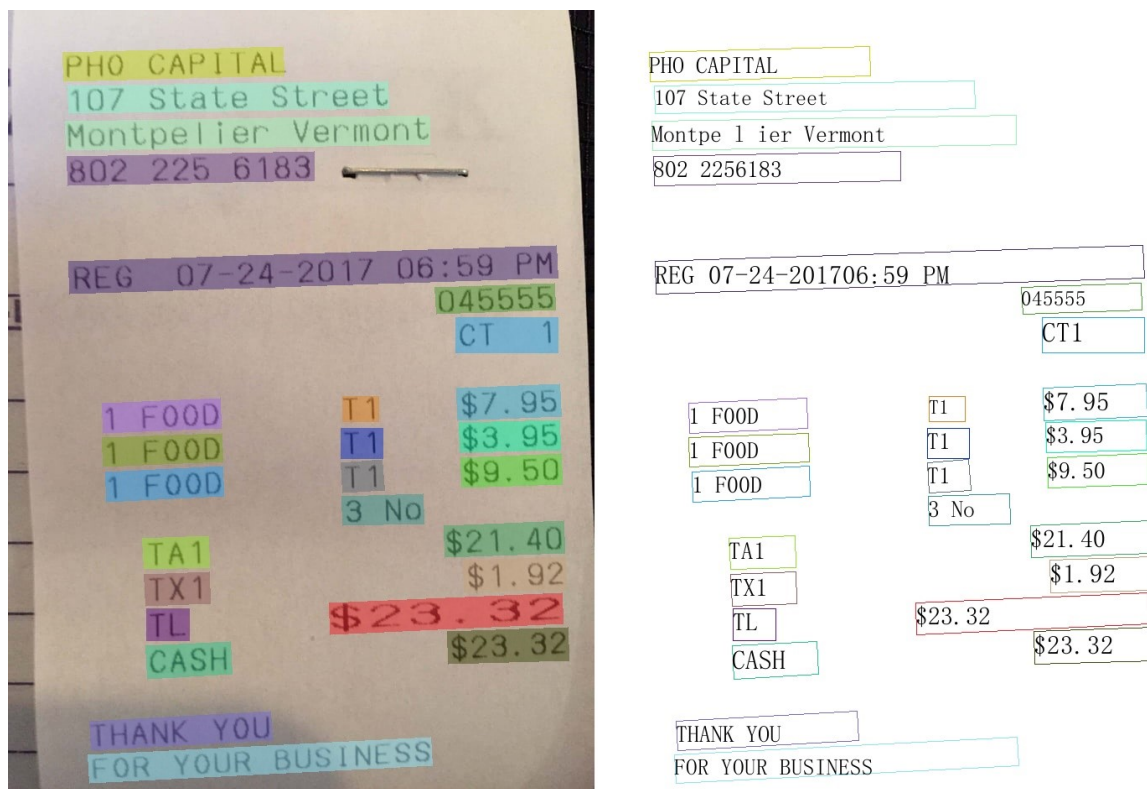 PHO CAPITAL
107 State Street
Montpelier Vermont
802 225 6183
REG 07-24-2017 06:59 PM
045555
CT 1
1 FOOD T1 $7.95
1 FOOD T1 $3.95
1 FOOD T1 $9.50
3 No
TA1 $21.40
TX1 $1.92
TL $23.32
CASH $23.32
THANK YOU
FOR YOUR BUSINESS
PHO CAPITAL
107 State Street
Montpe l ier Vermont
802 2256183
REG 07-24-201706:59 PM
045555
CT1
1 FOOD T1 $7.95
1 FOOD T1 $3.95
1 FOOD T1 $9.50
3 No
TA1 $21.40
TX1 $1.92
TL $23.32
CASH $23.32
THANK YOU
FOR YOUR BUSINESS